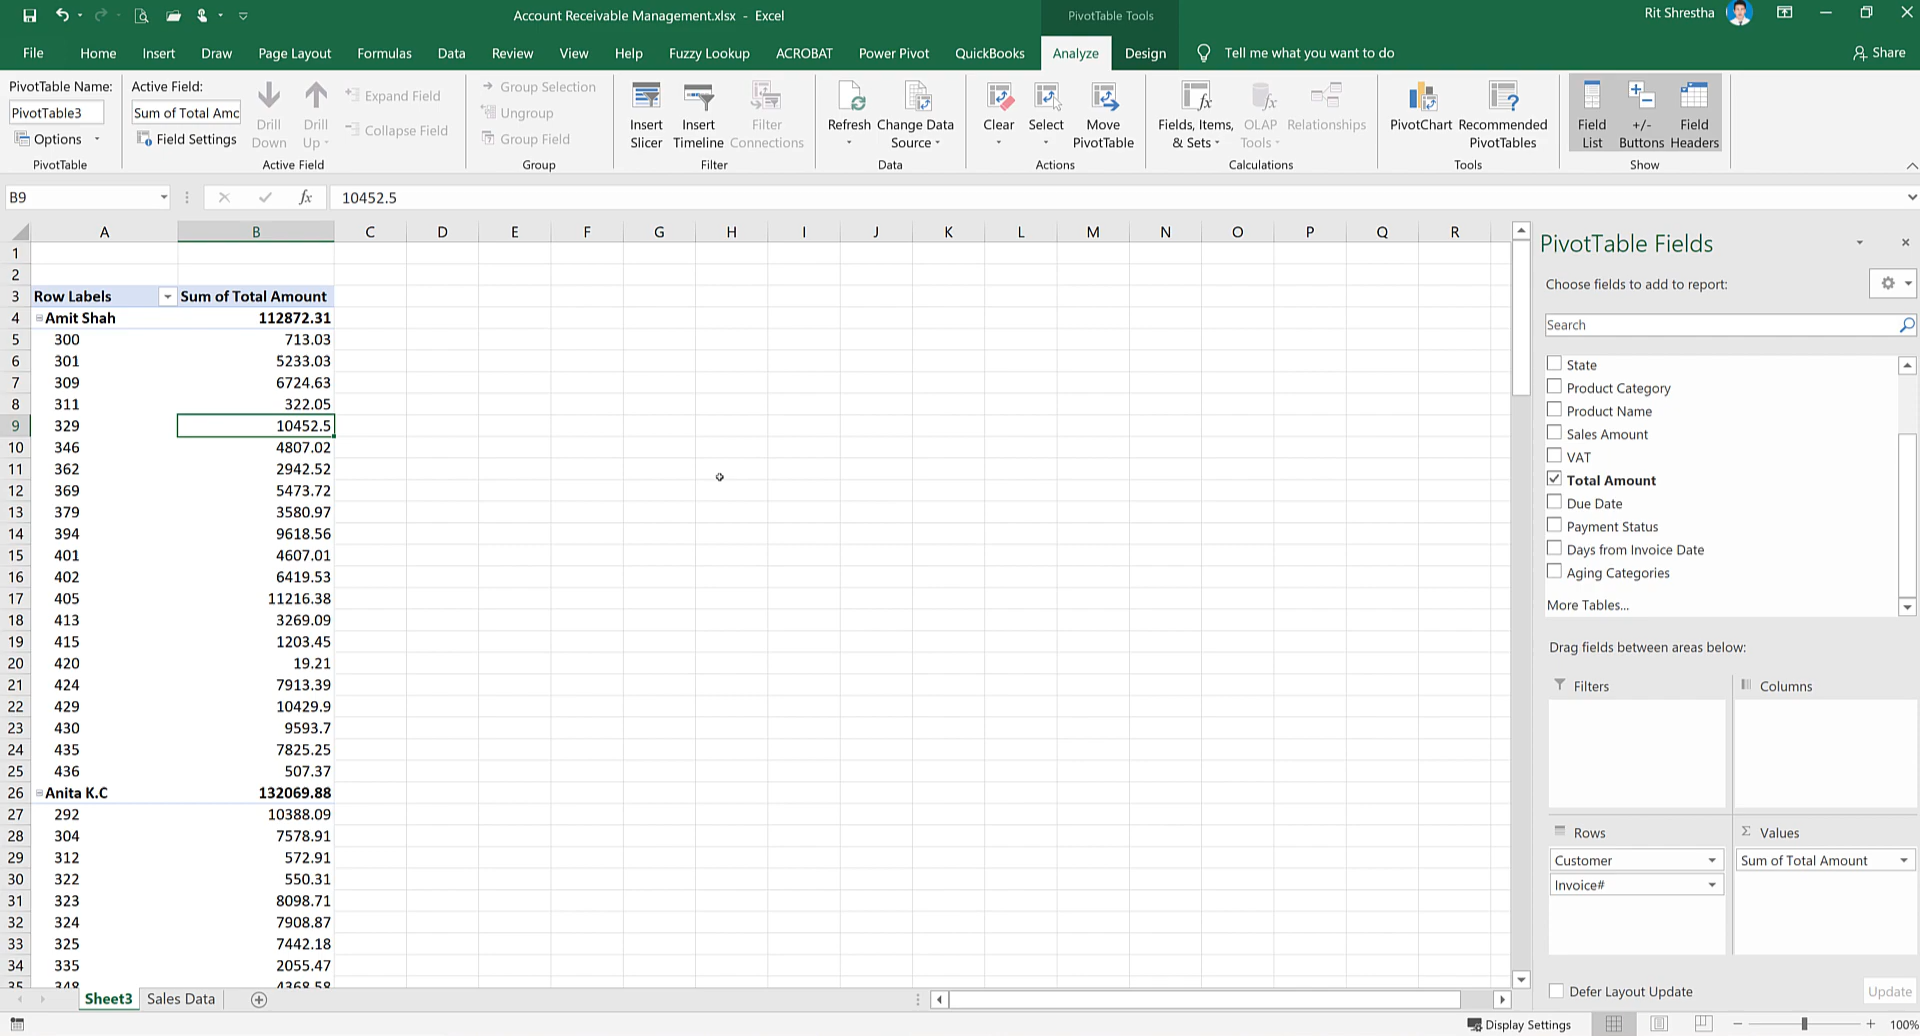 Account Receivable Management.xlsx - Excel
PivotTable Tools
Rit Shrestha
File Home Insert Draw Page Layout Formulas Data Review View Help Fuzzy Lookup ACROBAT Power Pivot QuickBooks Analyze Design Tell me what you want to do Share
PivotTable Name:
PivotTable3
Options
PivotTable
Active Field:
Sum of Total Amc
Field Settings
Drill Down
Drill Up
Expand Field
Collapse Field
Active Field
Group Selection
Ungroup
Group Field
Group
Insert Slicer
Insert Timeline
Filter Connections
Filter
Refresh
Change Data Source
Data
Clear
Select
Move PivotTable
Actions
Fields, Items, & Sets
OLAP Tools
Relationships
Calculations
PivotChart
Recommended PivotTables
Tools
Field List
+/- Buttons
Field Headers
Show
B9 fx 10452.5
A B C D E F G H I J K L M N O P Q R
1
2
3 Row Labels Sum of Total Amount
4 Amit Shah 112872.31
5 300 713.03
6 301 5233.03
7 309 6724.63
8 311 322.05
9 329 10452.5
10 346 4807.02
11 362 2942.52
12 369 5473.72
13 379 3580.97
14 394 9618.56
15 401 4607.01
16 402 6419.53
17 405 11216.38
18 413 3269.09
19 415 1203.45
20 420 19.21
21 424 7913.39
22 429 10429.9
23 430 9593.7
24 435 7825.25
25 436 507.37
26 Anita K.C 132069.88
27 292 10388.09
28 304 7578.91
29 312 572.91
30 322 550.31
31 323 8098.71
32 324 7908.87
33 325 7442.18
34 335 2055.47
35 348 4368.58
PivotTable Fields
Choose fields to add to report:
Search
State
Product Category
Product Name
Sales Amount
VAT
Total Amount
Due Date
Payment Status
Days from Invoice Date
Aging Categories
More Tables...
Drag fields between areas below:
Filters
Columns
Rows
Customer
Invoice#
Σ Values
Sum of Total Amount
Defer Layout Update
Update
Sheet3 Sales Data
Display Settings
100%